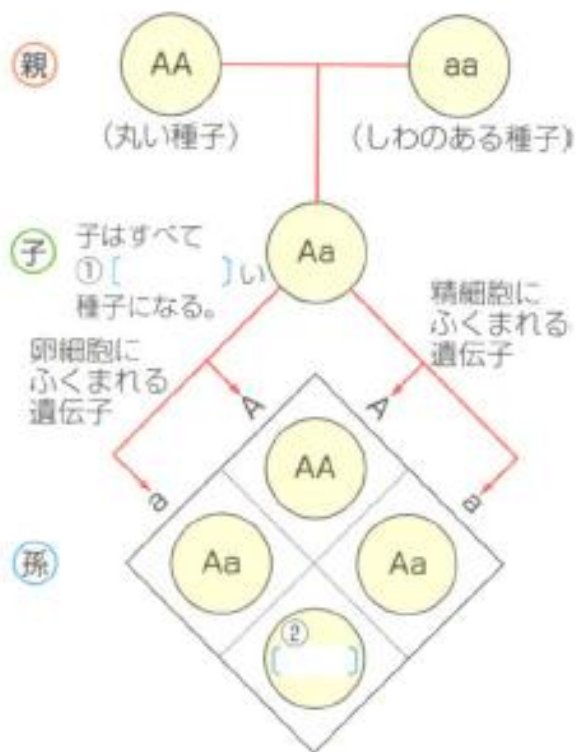 親
AA
aa
(丸い種子)
(しわのある種子)
子
子はすべて
①[ ]い
種子になる。
Aa
精細胞に
ふくまれる
遺伝子
卵細胞に
ふくまれる
遺伝子
A
A
a
a
AA
孫
Aa
Aa
②
[ ]